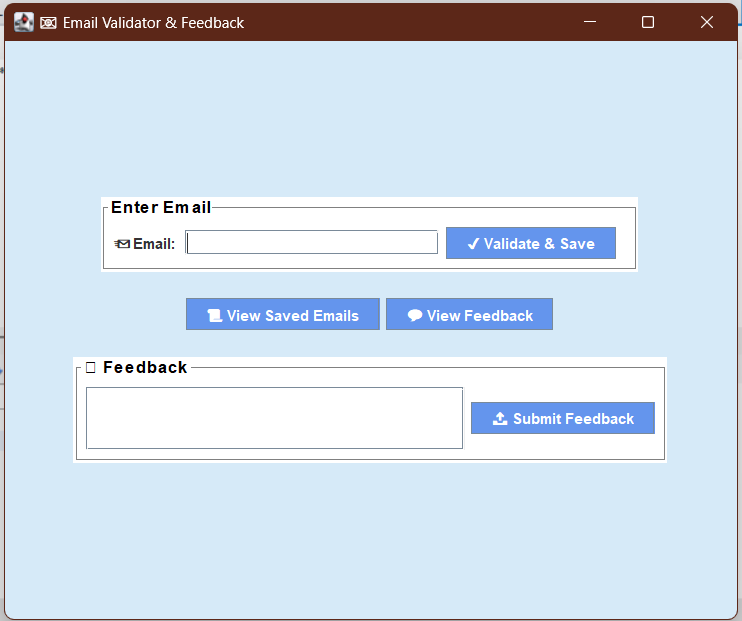 Email Validator & Feedback
Enter Email
Email:
✓ Validate & Save
View Saved Emails
View Feedback
Feedback
Submit Feedback